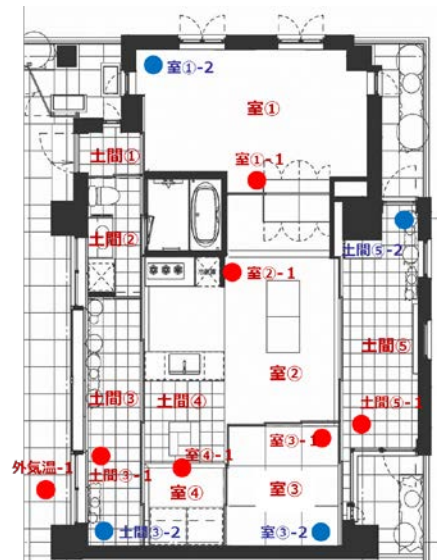 室①-2
室①
土間①
室①-1
土間②
土間⑤-2
室②-1
土間⑤
室②
土間③
土間④
土間⑤-1
室③-1
外気温-1
土間③-1
室④-1
室④
室③
土間③-2
室③-2